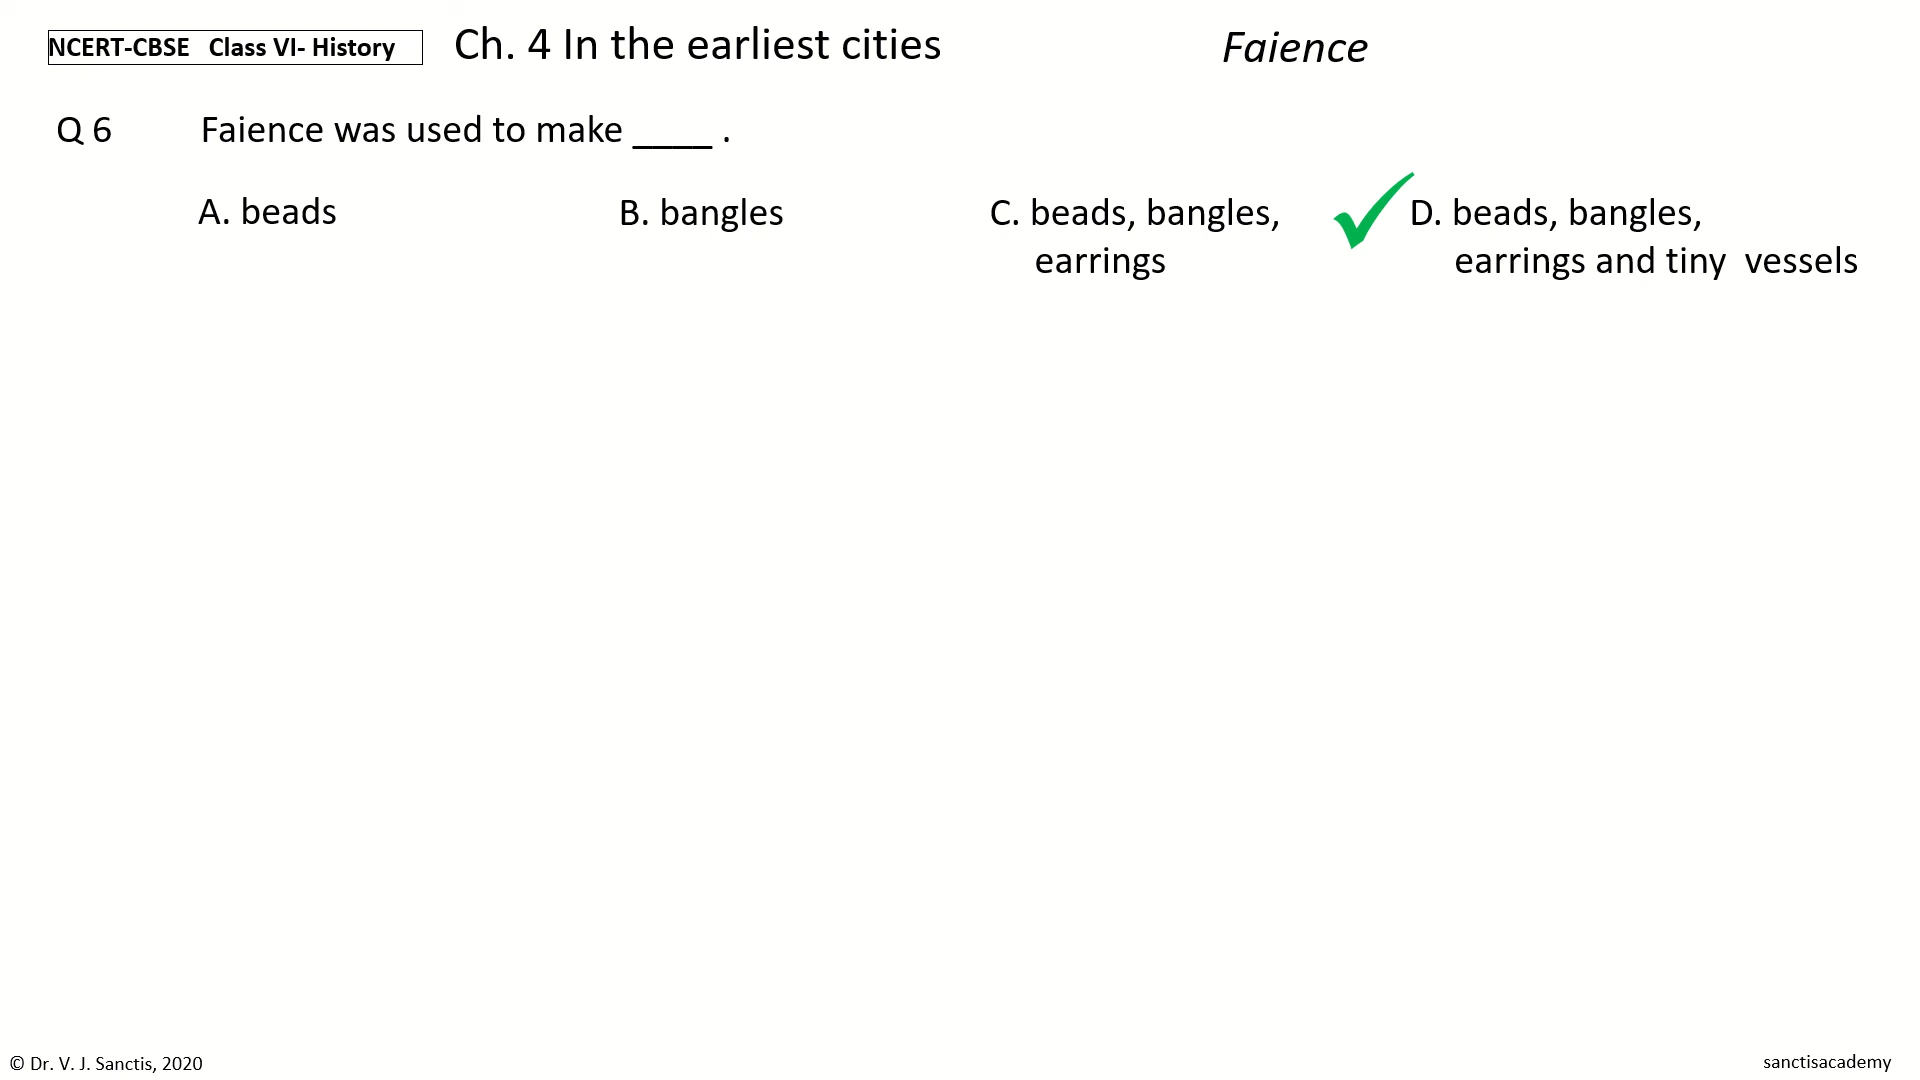 NCERT-CBSE Class VI- History Ch. 4 In the earliest cities Faience
Q 6 Faience was used to make ____ .
A. beads B. bangles C. beads, bangles, D. beads, bangles,
earrings earrings and tiny vessels
© Dr. V. J. Sanctis, 2020 sanctisacademy